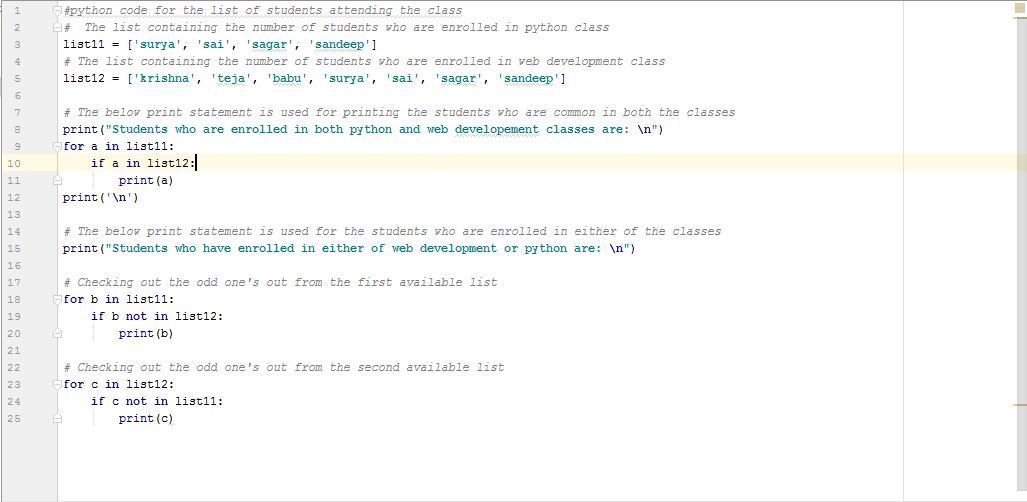 1 #python code for the list of students attending the class
2 #  The list containing the number of students who are enrolled in python class
3 list11 = ['surya', 'sai', 'sagar', 'sandeep']
4 # The list containing the number of students who are enrolled in web development class
5 list12 = ['krishna', 'teja', 'babu', 'surya', 'sai', 'sagar', 'sandeep']
6
7 # The below print statement is used for printing the students who are common in both the classes
8 print("Students who are enrolled in both python and web developement classes are: \n")
9 for a in list11:
10     if a in list12:
11         print(a)
12 print('\n')
13
14 # The below print statement is used for the students who are enrolled in either of the classes
15 print("Students who have enrolled in either of web development or python are: \n")
16
17 # Checking out the odd one's out from the first available list
18 for b in list11:
19     if b not in list12:
20         print(b)
21
22 # Checking out the odd one's out from the second available list
23 for c in list12:
24     if c not in list11:
25         print(c)